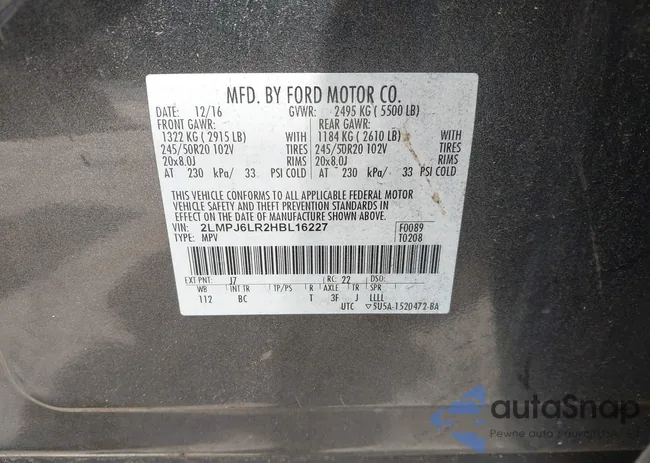 MFD. BY FORD MOTOR CO.
DATE: 12/16 GVWR: 2495 KG ( 5500 LB)
FRONT GAWR: REAR GAWR:
1322 KG ( 2915 LB) WITH 1184 KG ( 2610 LB) WITH
245/50R20 102V TIRES 245/50R20 102V TIRES
20x8.0J RIMS 20x8.0J RIMS
AT 230 kPa/ 33 PSI COLD AT 230 kPa/ 33 PSI COLD
THIS VEHICLE CONFORMS TO ALL APPLICABLE FEDERAL MOTOR
VEHICLE SAFETY AND THEFT PREVENTION STANDARDS IN
EFFECT ON THE DATE OF MANUFACTURE SHOWN ABOVE.
VIN: 2LMPJ6LR2HBL16227 F0089
TYPE: MPV T0208
EXT PNT: J7 RC: 22 DSO:
WB INT TR TP/PS R AXLE TR SPR
112 BC T 3F J LLLL
UTC ▽5U5A-1520472-BA
autaSnap
Pewne auto z